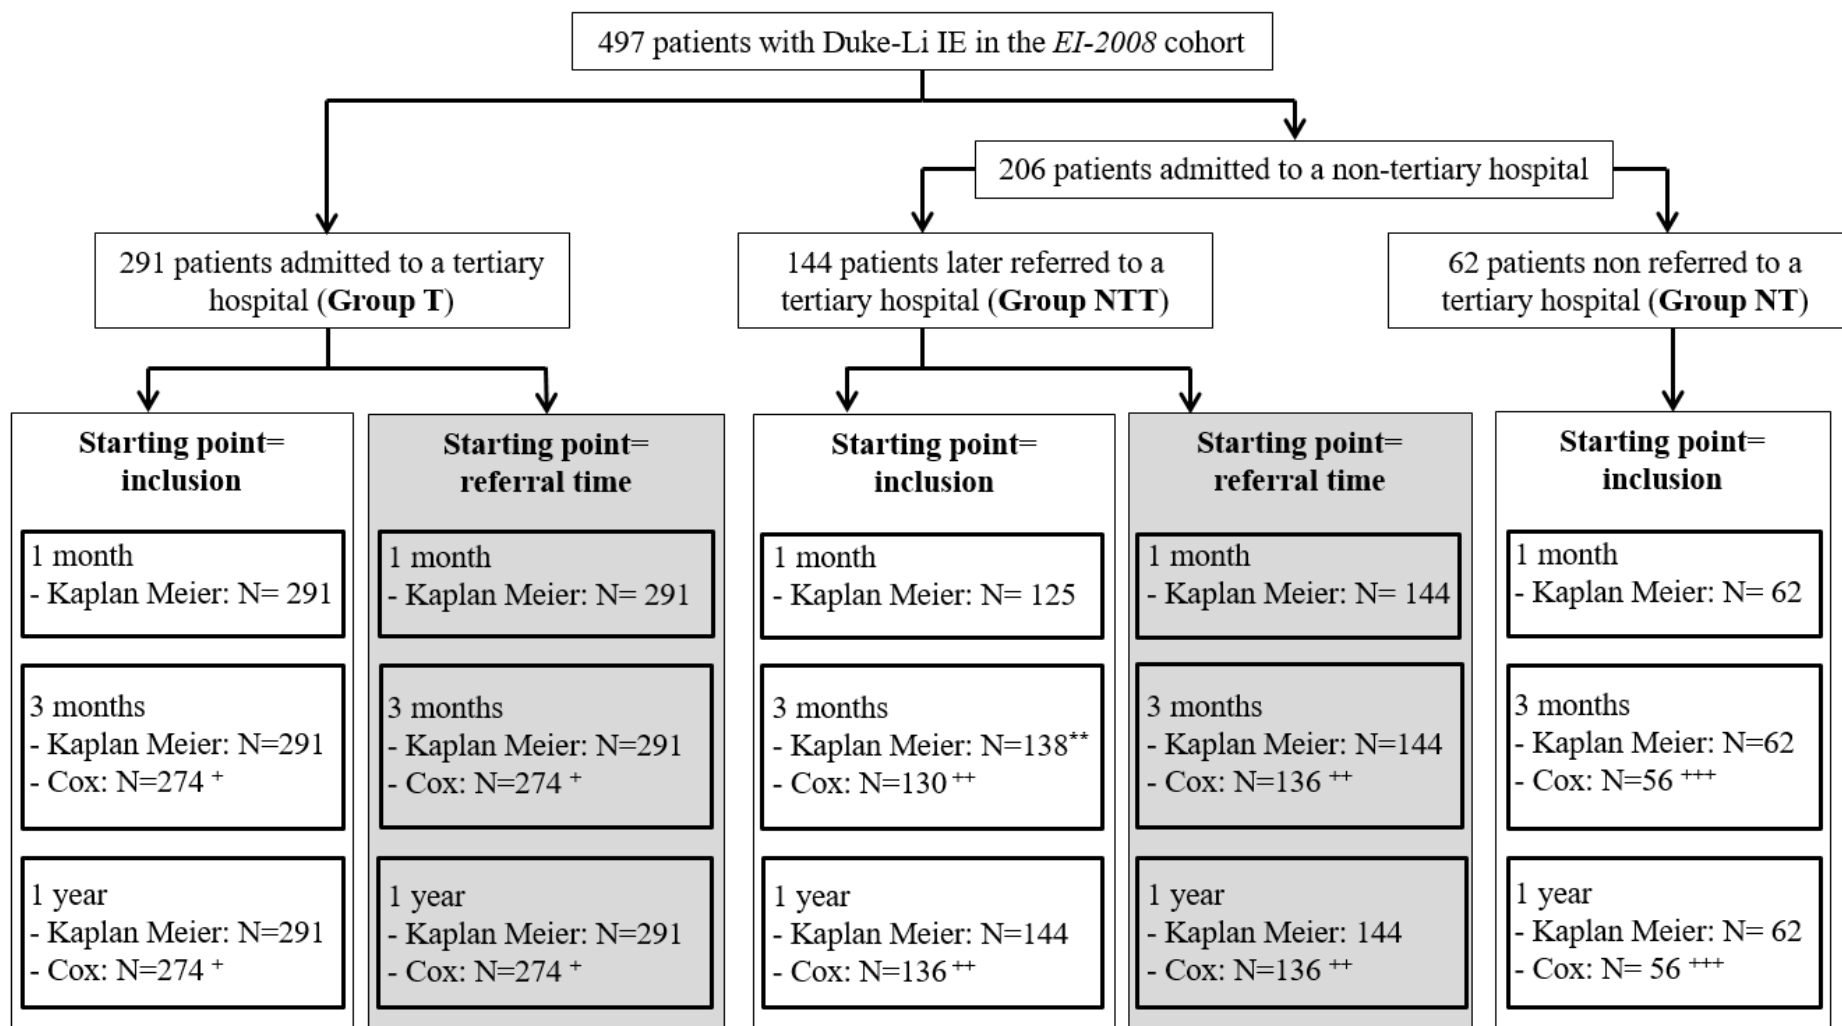 497 patients with Duke-Li IE in the EI-2008 cohort
206 patients admitted to a non-tertiary hospital
291 patients admitted to a tertiary
hospital (Group T)
144 patients later referred to a
tertiary hospital (Group NTT)
62 patients non referred to a
tertiary hospital (Group NT)
Starting point=
inclusion
1 month
- Kaplan Meier: N= 291
3 months
- Kaplan Meier: N=291
- Cox: N=274 +
1 year
- Kaplan Meier: N=291
- Cox: N=274 +
Starting point=
referral time
1 month
- Kaplan Meier: N= 291
3 months
- Kaplan Meier: N=291
- Cox: N=274 +
1 year
- Kaplan Meier: N=291
- Cox: N=274 +
Starting point=
inclusion
1 month
- Kaplan Meier: N= 125
3 months
- Kaplan Meier: N=138**
- Cox: N=130 ++
1 year
- Kaplan Meier: N=144
- Cox: N=136 ++
Starting point=
referral time
1 month
- Kaplan Meier: N= 144
3 months
- Kaplan Meier: N=144
- Cox: N=136 ++
1 year
- Kaplan Meier: 144
- Cox: N=136 ++
Starting point=
inclusion
1 month
- Kaplan Meier: N= 62
3 months
- Kaplan Meier: N=62
- Cox: N=56 +++
1 year
- Kaplan Meier: N= 62
- Cox: N= 56 +++